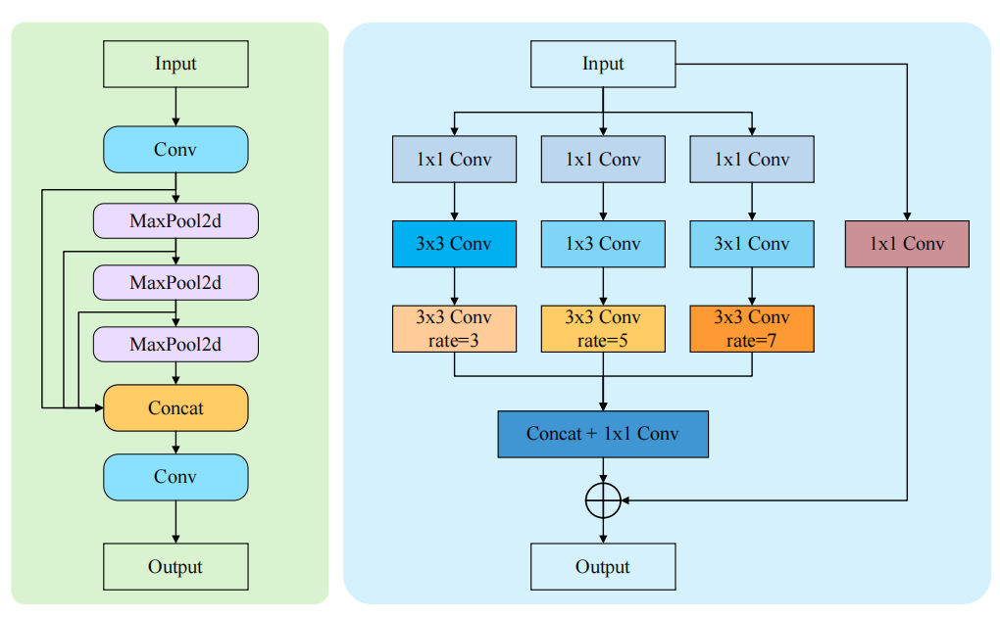 Input
Conv
MaxPool2d
MaxPool2d
MaxPool2d
Concat
Conv
Output
Input
1x1 Conv
1x1 Conv
1x1 Conv
3x3 Conv
1x3 Conv
3x1 Conv
1x1 Conv
3x3 Conv
rate=3
3x3 Conv
rate=5
3x3 Conv
rate=7
Concat + 1x1 Conv
Output